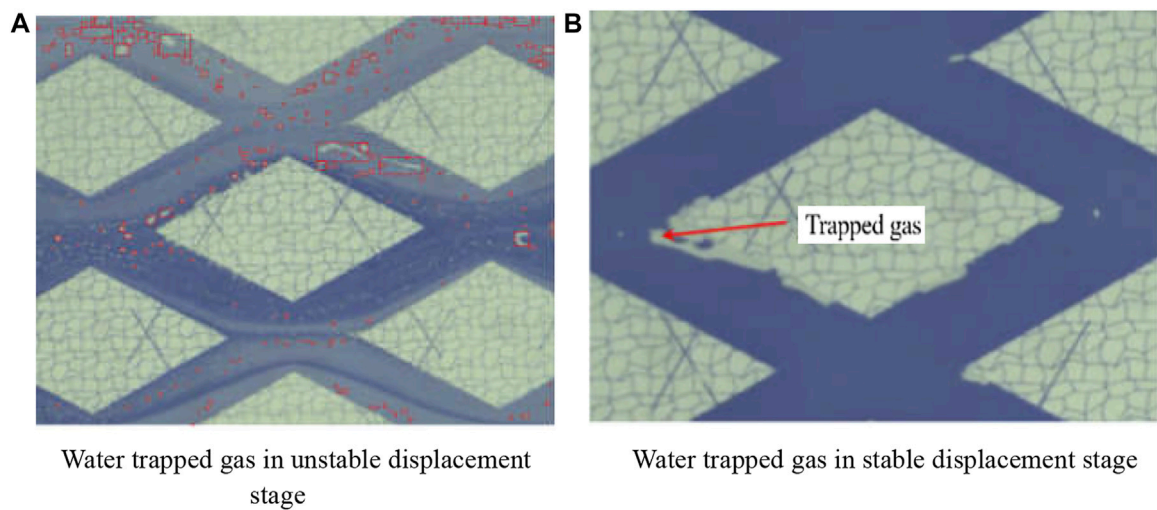 A
B
Trapped gas
Water trapped gas in unstable displacement
stage
Water trapped gas in stable displacement stage